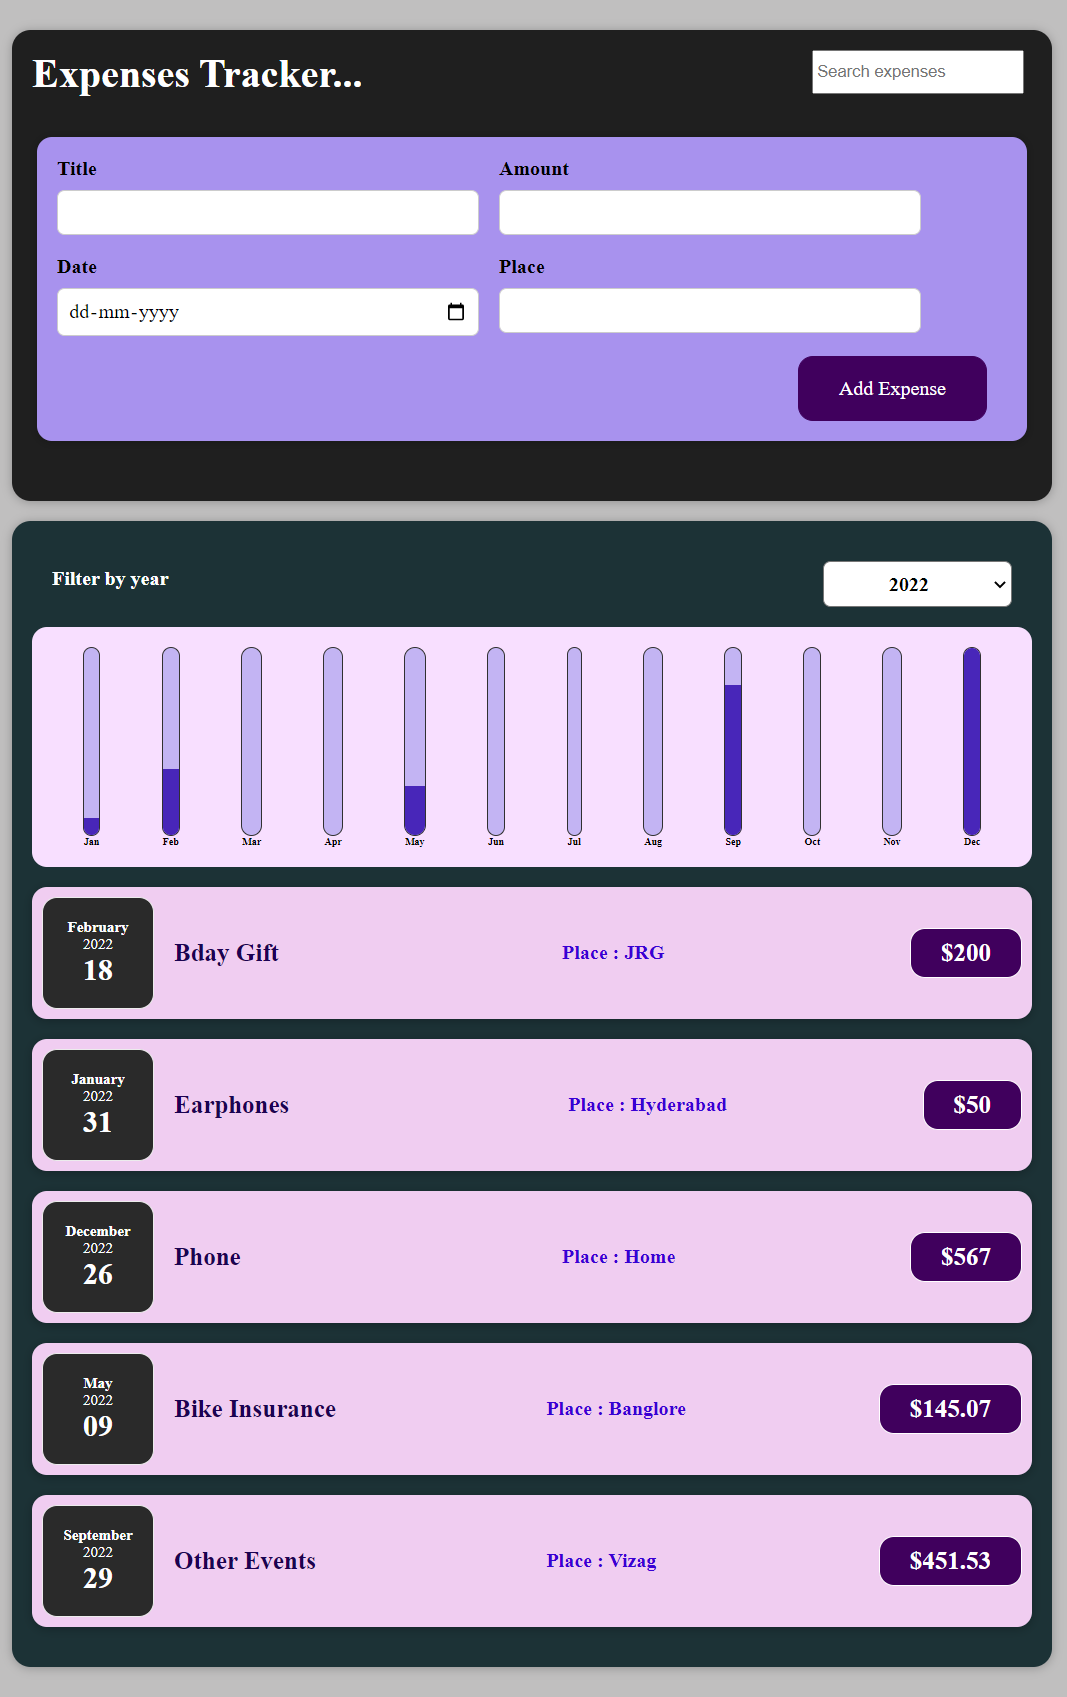 Expenses Tracker...
Search expenses
Title
Amount
Date
Place
dd-mm-yyyy
Add Expense
Filter by year
2022
Jan Feb Mar Apr May Jun Jul Aug Sep Oct Nov Dec
February
2022
18
Bday Gift
Place : JRG
$200
January
2022
31
Earphones
Place : Hyderabad
$50
December
2022
26
Phone
Place : Home
$567
May
2022
09
Bike Insurance
Place : Banglore
$145.07
September
2022
29
Other Events
Place : Vizag
$451.53